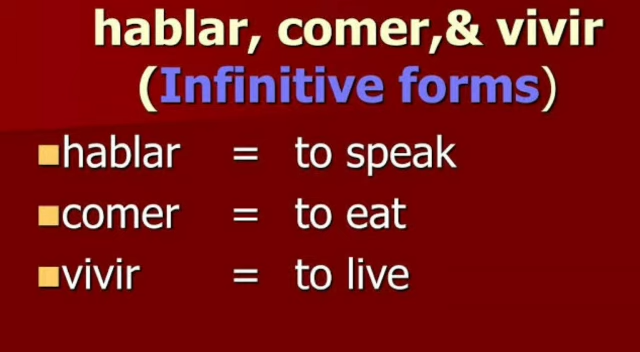 hablar, comer,& vivir
(Infinitive forms)
hablar = to speak
comer = to eat
vivir = to live